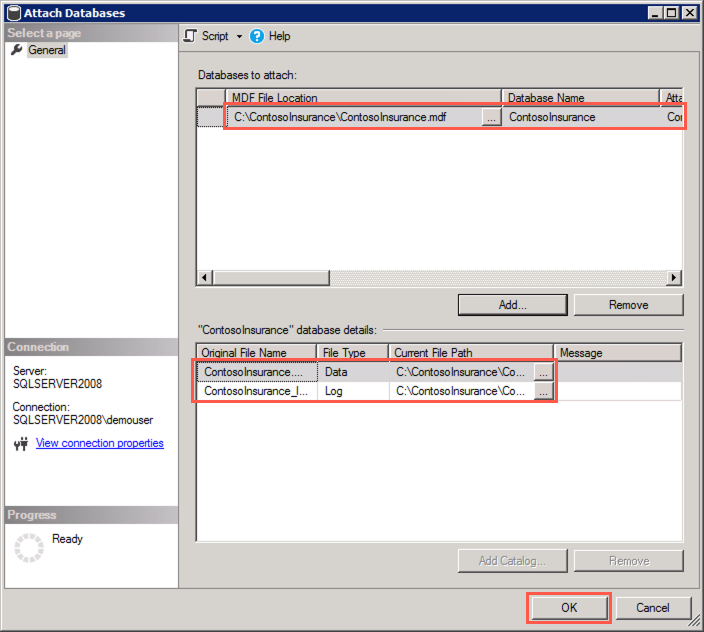 Attach Databases
Select a page
General
Script
Help
Databases to attach:
MDF File Location Database Name Atta
C:\ContosoInsurance\ContosoInsurance.mdf ... ContosoInsurance Con
Add... Remove
"ContosoInsurance" database details:
Original File Name File Type Current File Path Message
ContosoInsurance.... Data C:\ContosoInsurance\Co... ...
ContosoInsurance_l... Log C:\ContosoInsurance\Co... ...
Add Catalog... Remove
Connection
Server:
SQLSERVER2008
Connection:
SQLSERVER2008\demouser
View connection properties
Progress
Ready
OK Cancel